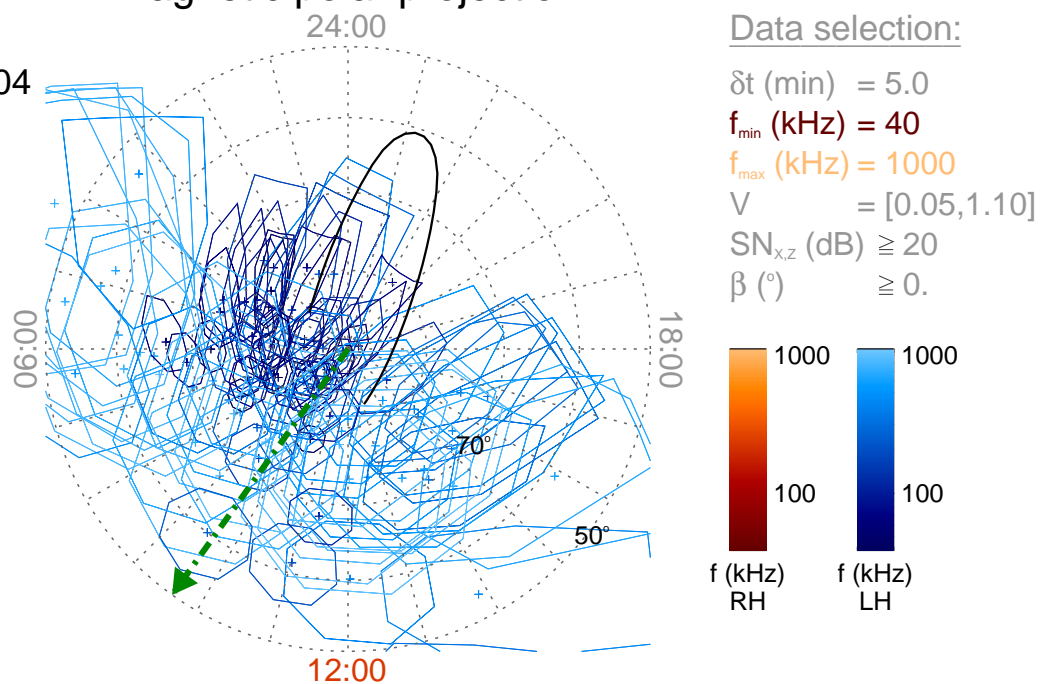 24:00
04
06:00
18:00
70°
50°
12:00
Data selection:
δt (min) = 5.0
fmin (kHz) = 40
fmax (kHz) = 1000
V = [0.05,1.10]
SNx,z (dB) ≧ 20
β (°) ≧ 0.
1000 1000
100 100
f (kHz) f (kHz)
RH LH